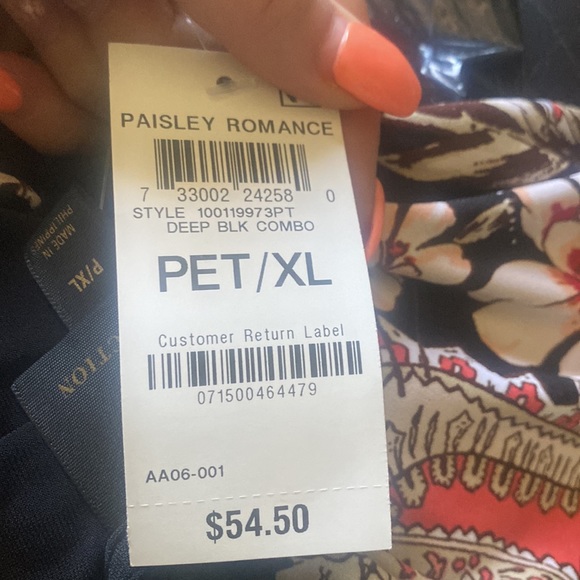 PAISLEY ROMANCE
7 33002 24258 0
STYLE 100119973PT
DEEP BLK COMBO
PET/XL
Customer Return Label
071500464479
AA06-001
$54.50
MADE IN
PHILIPPINES
P/XL